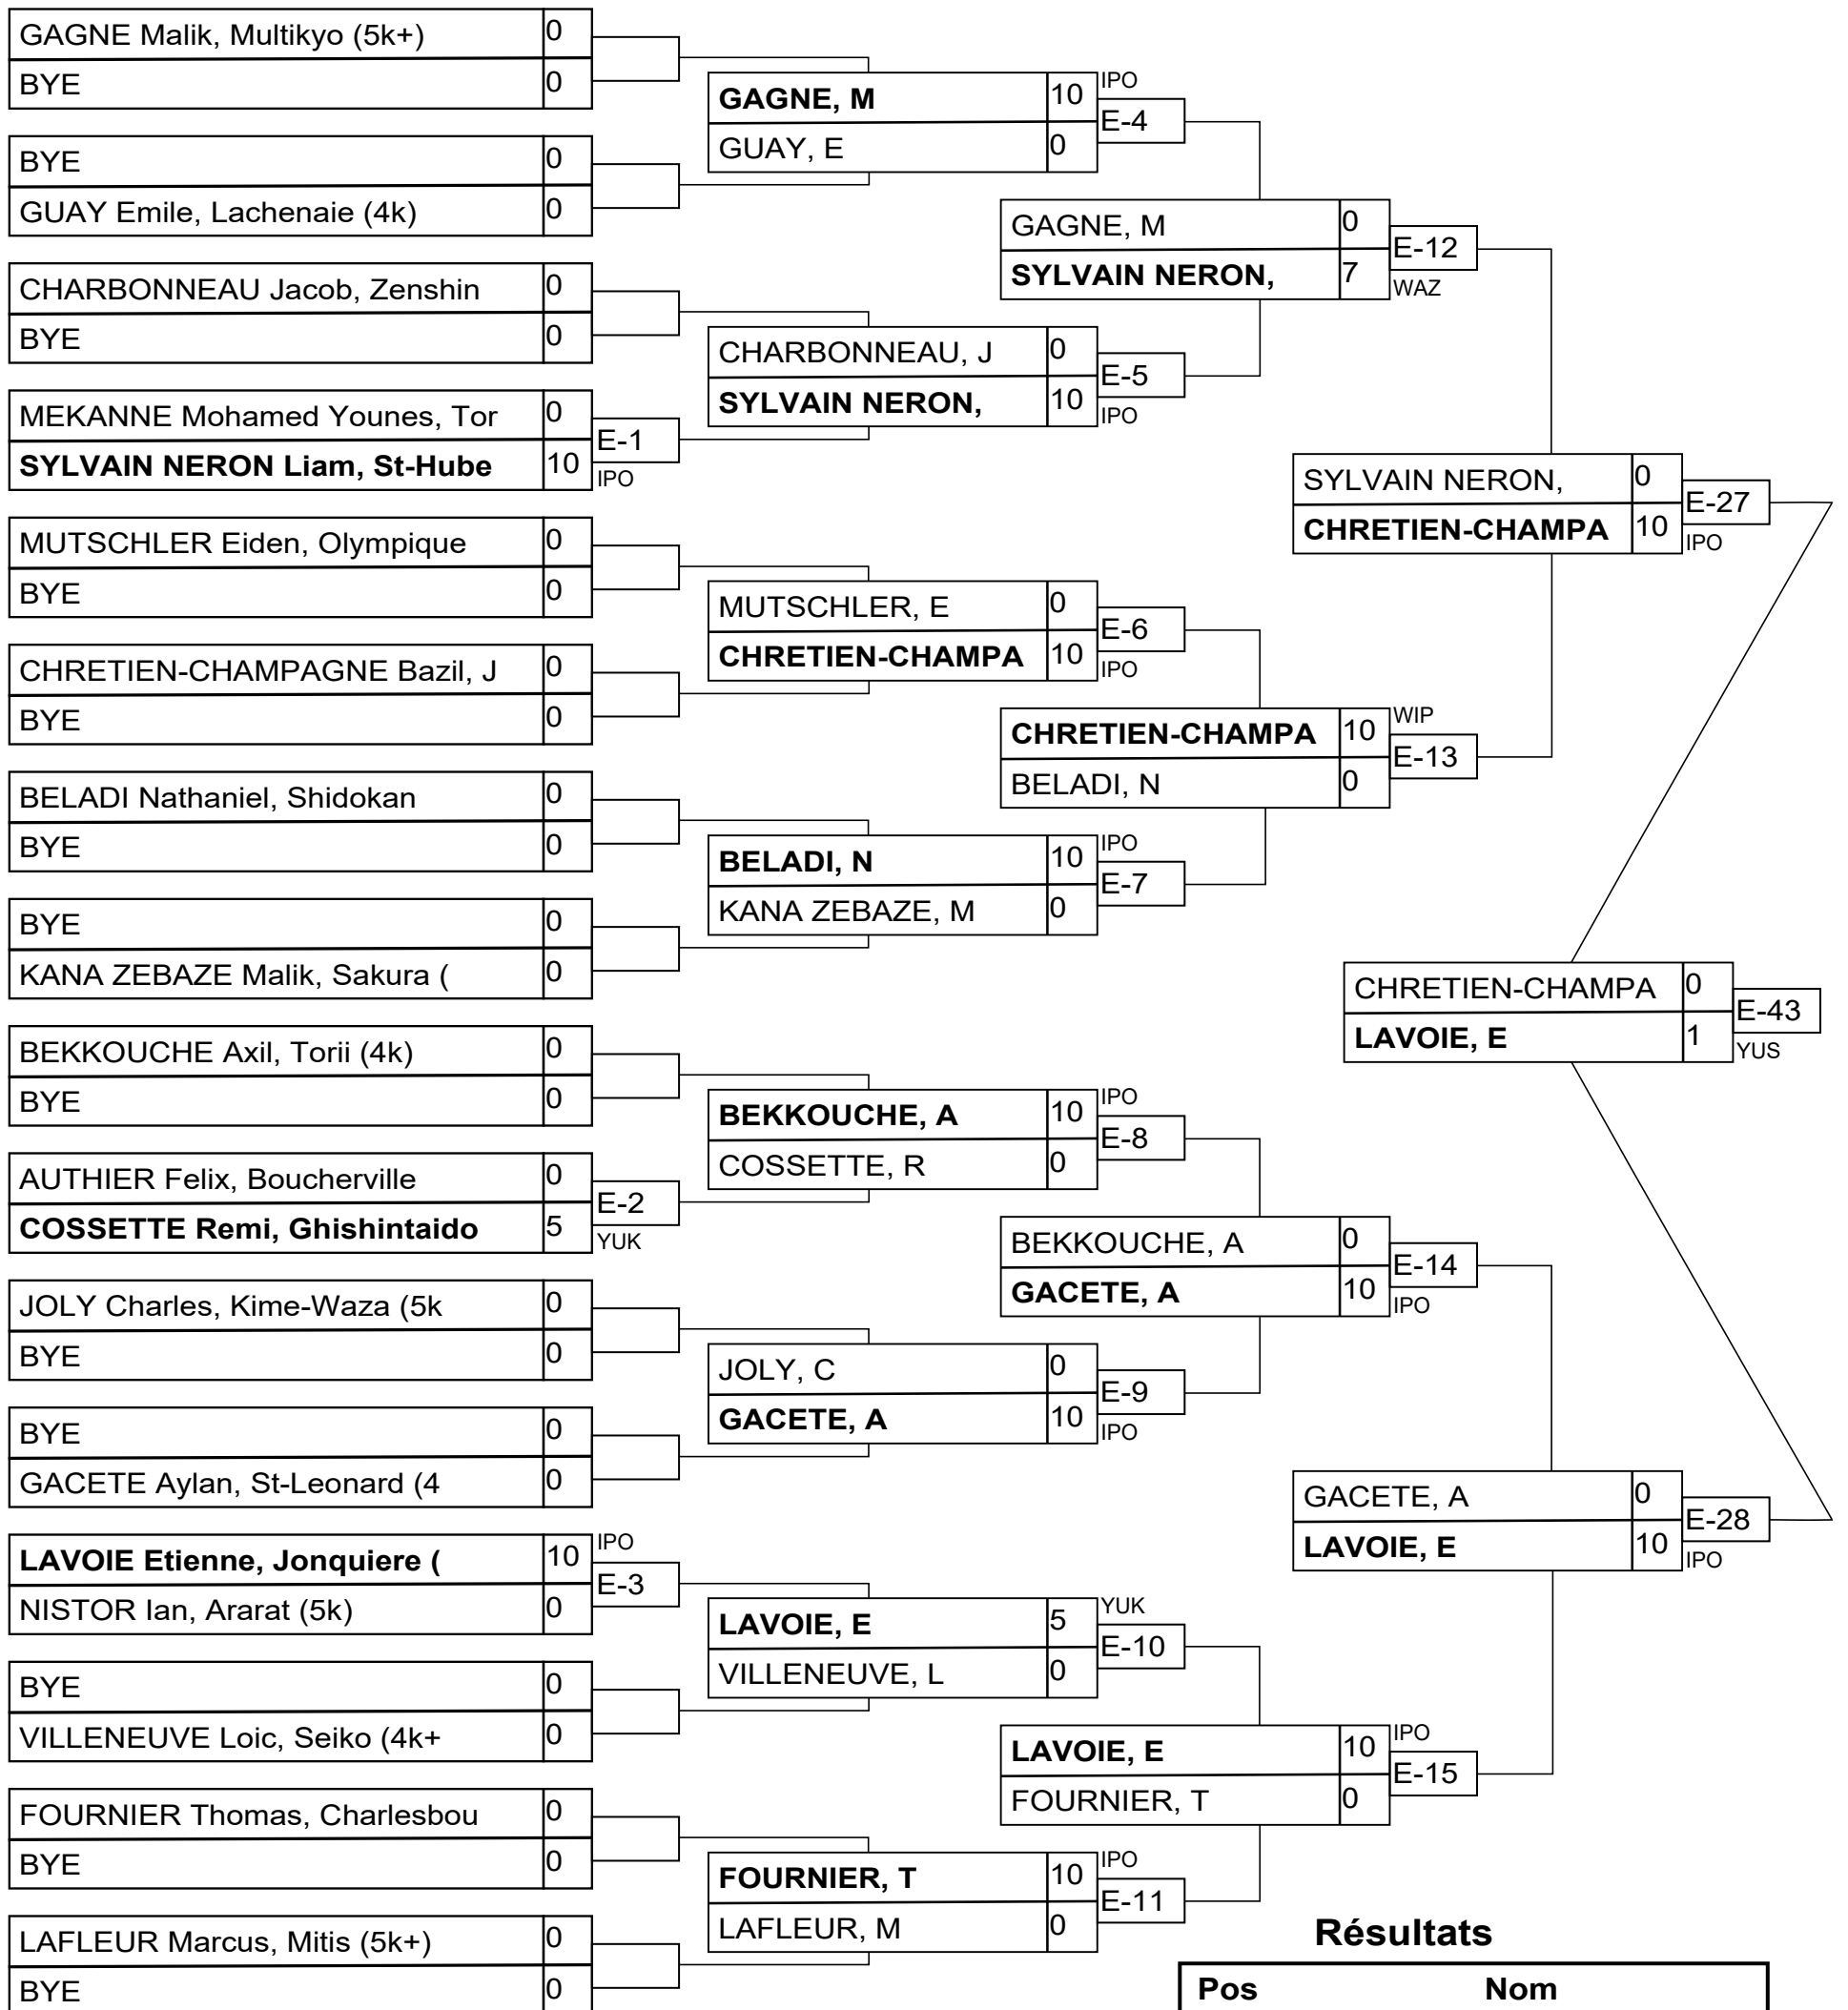 GAGNE Malik, Multikyo (5k+) 0
BYE 0
BYE 0
GUAY Emile, Lachenaie (4k) 0
CHARBONNEAU Jacob, Zenshin 0
BYE 0
MEKANNE Mohamed Younes, Tor 0
E-1
SYLVAIN NERON Liam, St-Hube 10
IPO
MUTSCHLER Eiden, Olympique 0
BYE 0
CHRETIEN-CHAMPAGNE Bazil, J 0
BYE 0
BELADI Nathaniel, Shidokan 0
BYE 0
BYE 0
KANA ZEBAZE Malik, Sakura ( 0
BEKKOUCHE Axil, Torii (4k) 0
BYE 0
AUTHIER Felix, Boucherville 0
E-2
COSSETTE Remi, Ghishintaido 5
YUK
JOLY Charles, Kime-Waza (5k 0
BYE 0
BYE 0
GACETE Aylan, St-Leonard (4 0
IPO
LAVOIE Etienne, Jonquiere ( 10
E-3
NISTOR Ian, Ararat (5k) 0
BYE 0
VILLENEUVE Loic, Seiko (4k+ 0
FOURNIER Thomas, Charlesbou 0
BYE 0
LAFLEUR Marcus, Mitis (5k+) 0
BYE 0
IPO
GAGNE, M 10
E-4
GUAY, E 0
CHARBONNEAU, J 0
E-5
SYLVAIN NERON, 10
IPO
MUTSCHLER, E 0
E-6
CHRETIEN-CHAMPA 10
IPO
IPO
BELADI, N 10
E-7
KANA ZEBAZE, M 0
IPO
BEKKOUCHE, A 10
E-8
COSSETTE, R 0
JOLY, C 0
E-9
GACETE, A 10
IPO
YUK
LAVOIE, E 5
E-10
VILLENEUVE, L 0
IPO
FOURNIER, T 10
E-11
LAFLEUR, M 0
GAGNE, M 0
E-12
SYLVAIN NERON, 7
WAZ
WIP
CHRETIEN-CHAMPA 10
E-13
BELADI, N 0
BEKKOUCHE, A 0
E-14
GACETE, A 10
IPO
IPO
LAVOIE, E 10
E-15
FOURNIER, T 0
SYLVAIN NERON, 0
E-27
CHRETIEN-CHAMPA 10
IPO
GACETE, A 0
E-28
LAVOIE, E 10
IPO
CHRETIEN-CHAMPA 0
E-43
LAVOIE, E 1
YUS
Résultats
Pos Nom